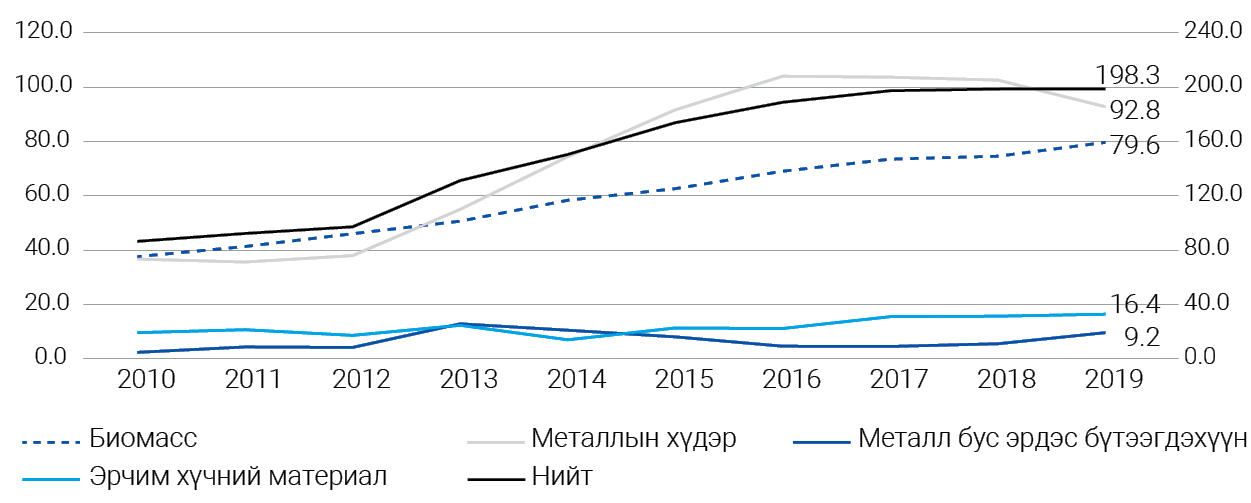 120.0 240.0
100.0 198.3 200.0
92.8
80.0 79.6 160.0
60.0 120.0
40.0 80.0
20.0 16.4 40.0
9.2
0.0 0.0
2010 2011 2012 2013 2014 2015 2016 2017 2018 2019
Биомасс Металлын хүдэр Металл бус эрдэс бүтээгдэхүүн
Эрчим хүчний материал Нийт